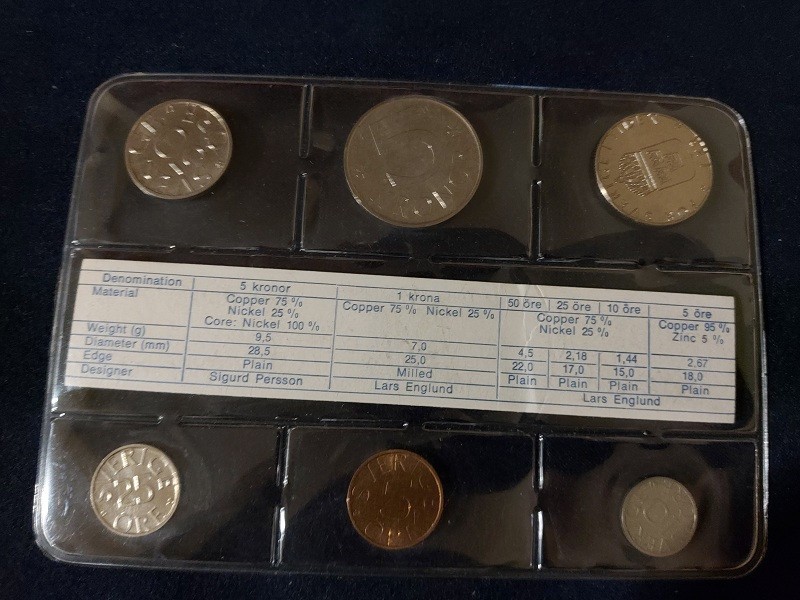 Denomination 5 kronor 1 krona 50 öre 25 öre 10 öre 5 öre
Material Copper 75 % Copper 75 % Nickel 25 % Copper 75 % Copper 95 %
Nickel 25 % Nickel 25 % Zinc 5 %
Core: Nickel 100 %
Weight (g) 9,5 7,0 4,5 2,18 1,44 2,67
Diameter (mm) 28,5 25,0 22,0 17,0 15,0 18,0
Edge Plain Milled Plain Plain Plain Plain
Designer Sigurd Persson Lars Englund Lars Englund
SVERIGE
25
ÖRE